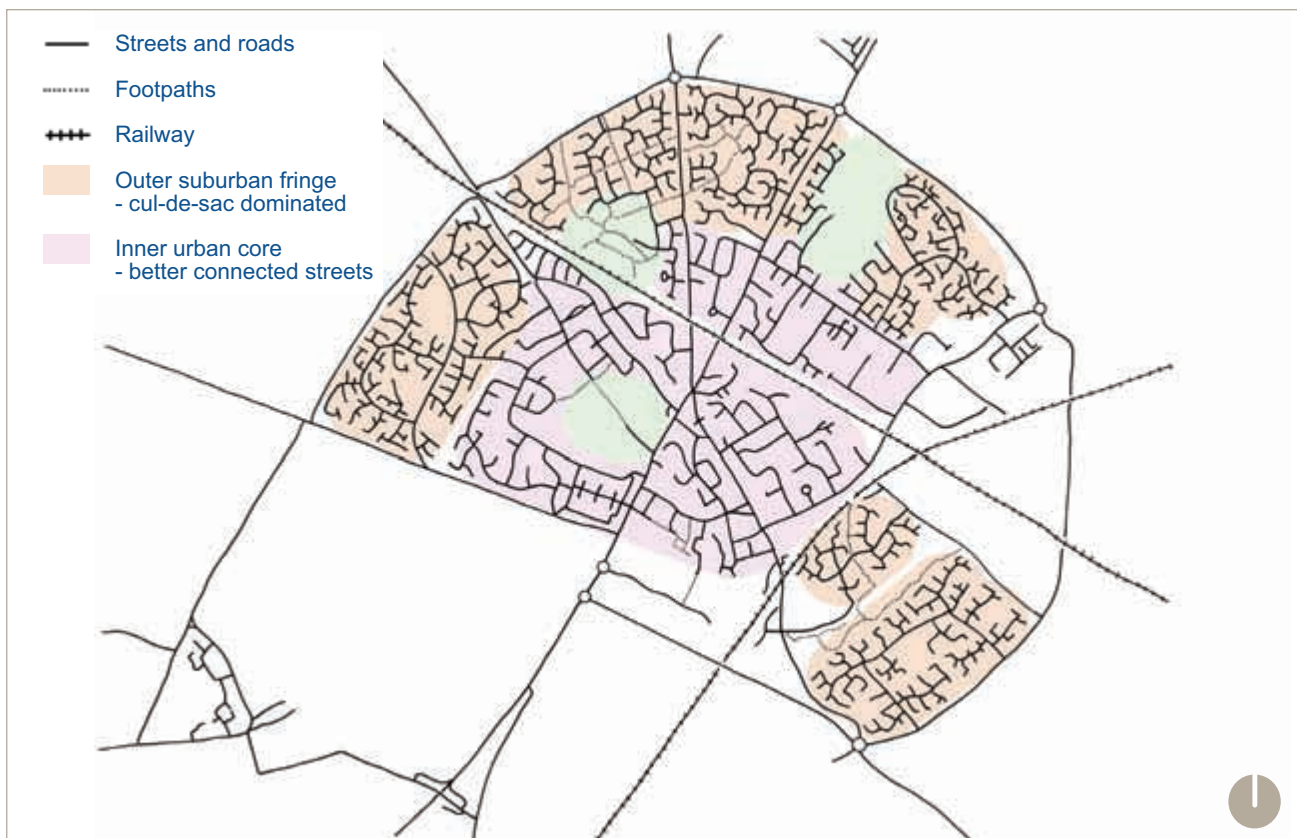 Streets and roads
Footpaths
Railway
Outer suburban fringe
- cul-de-sac dominated
Inner urban core
- better connected streets